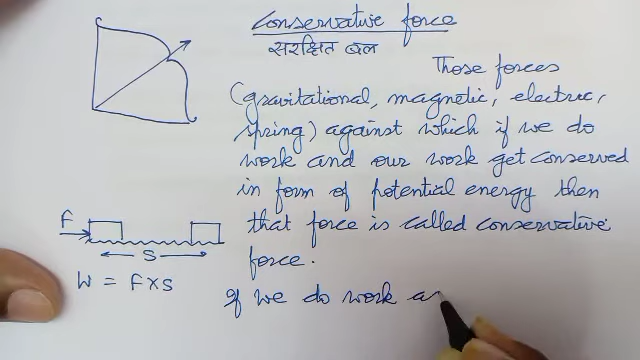 Conservative force
सरक्षित बल
Those forces
(gravitational, magnetic, electric,
spring) against which if we do
work and our work get conserved
in form of potential energy then
that force is called conservative
force.
If we do work a
F
S
W = F×S